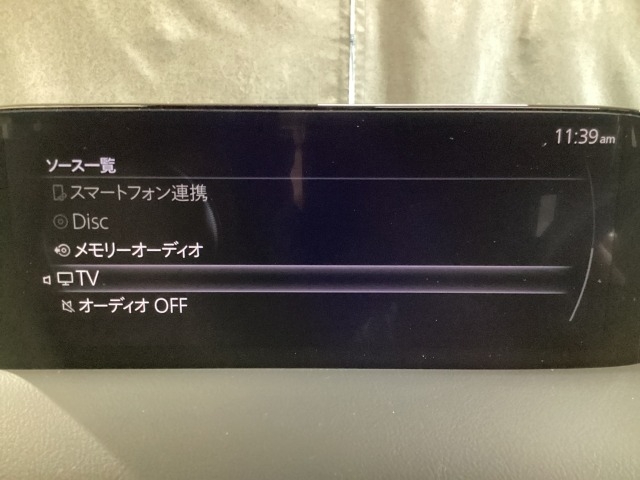 11:39am
ソース一覧
スマートフォン連携
Disc
メモリーオーディオ
TV
オーディオ OFF